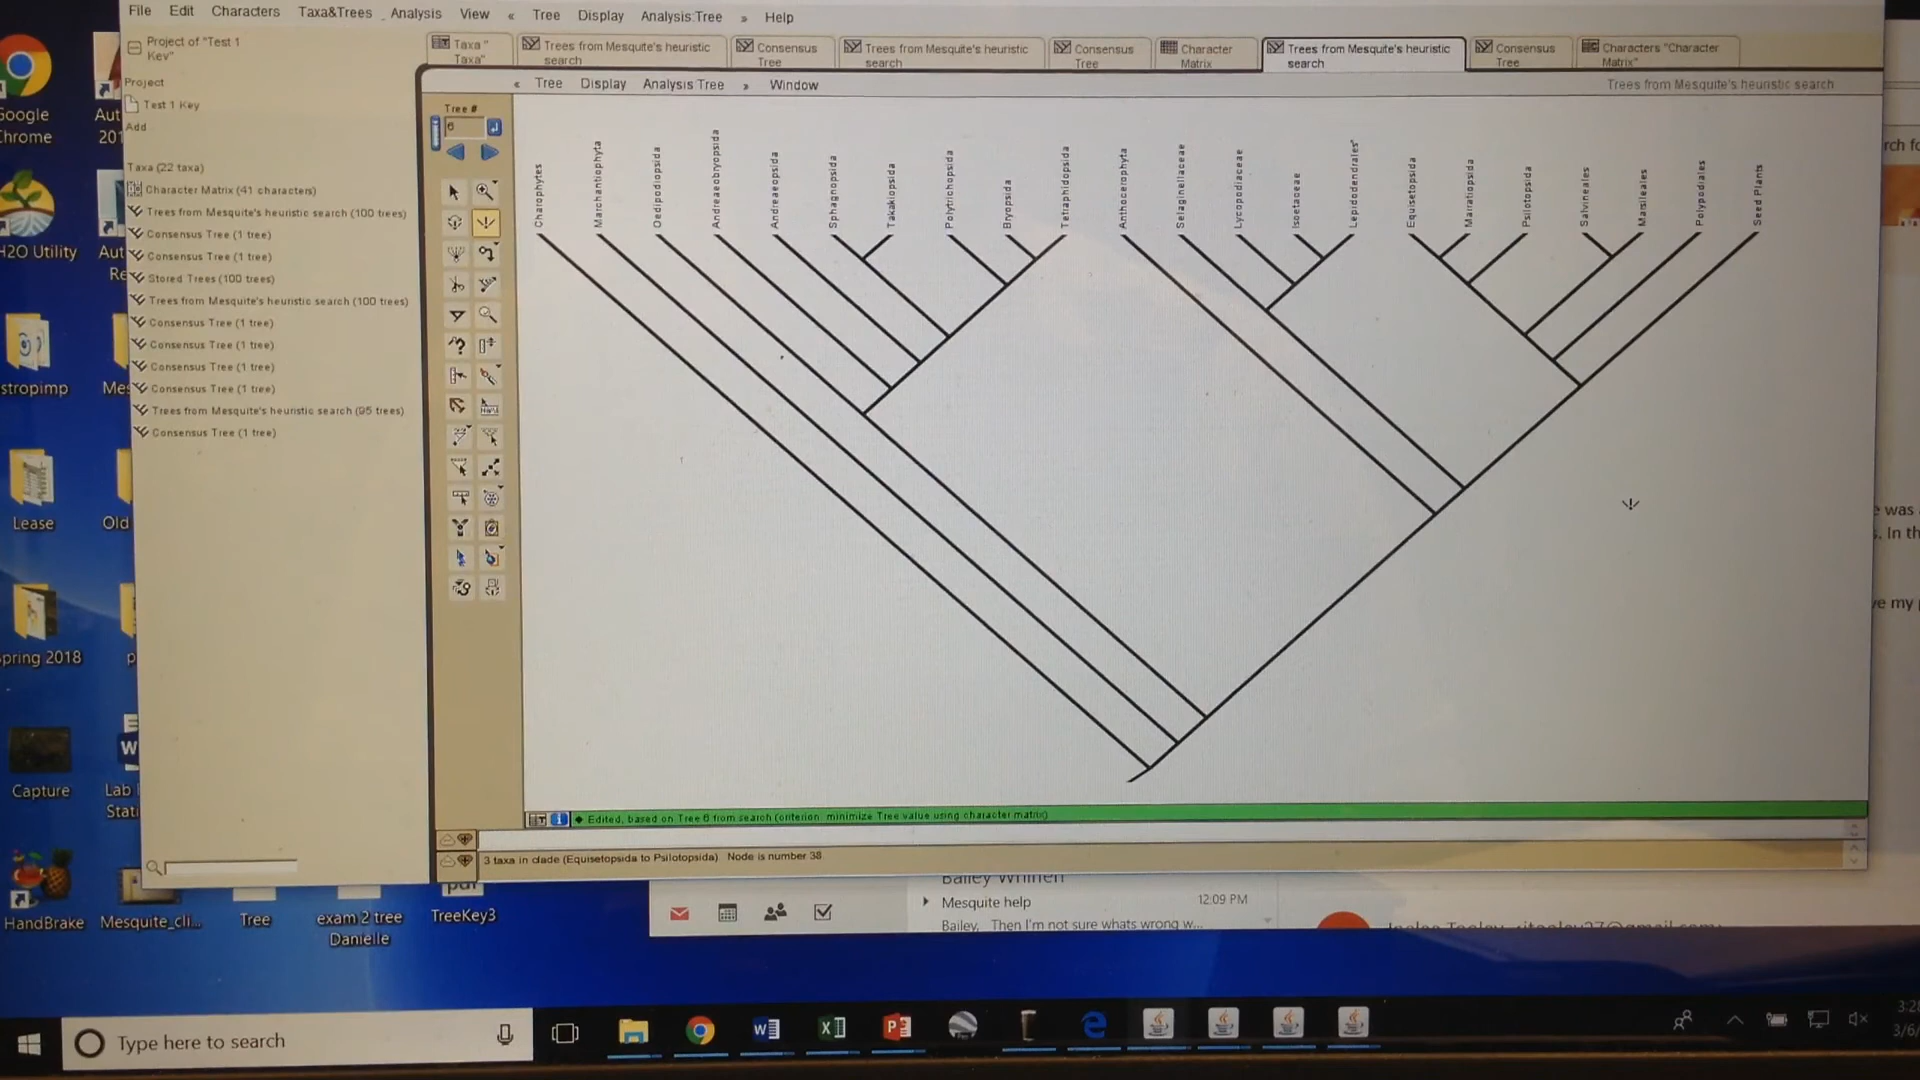 File Edit Characters Taxa&Trees Analysis View « Tree Display Analysis:Tree » Help
Project of "Test 1
Key"
Project
Test 1 Key
Add
Taxa (22 taxa)
Character Matrix (41 characters)
Trees from Mesquite's heuristic search (100 trees)
Consensus Tree (1 tree)
Consensus Tree (1 tree)
Stored Trees (100 trees)
Trees from Mesquite's heuristic search (100 trees)
Consensus Tree (1 tree)
Consensus Tree (1 tree)
Consensus Tree (1 tree)
Consensus Tree (1 tree)
Trees from Mesquite's heuristic search (95 trees)
Consensus Tree (1 tree)
Taxa "
Taxa"
Trees from Mesquite's heuristic
search
Consensus
Tree
Trees from Mesquite's heuristic
search
Consensus
Tree
Character
Matrix
Trees from Mesquite's heuristic
search
Consensus
Tree
Characters "Character
Matrix"
« Tree Display Analysis:Tree » Window
Trees from Mesquite's heuristic search
Tree #
6
Charophytes
Marchantiophyta
Oedipodiopsida
Andreaeobryopsida
Andreaeopsida
Sphagnopsida
Takakiopsida
Polytrichopsida
Bryopsida
Tetraphidopsida
Anthocerophyta
Selaginellaceae
Lycopodiaceae
Isoetaceae
Lepidodendrales*
Equisetopsida
Marratiopsida
Psilotopsida
Salvineales
Marsileales
Polypodiales
Seed Plants
Edited, based on Tree 6 from search (criterion: minimize Tree value using character matrix)
3 taxa in clade (Equisetopsida to Psilotopsida) Node is number 38
Google
Chrome
H2O Utility
stropimp
Lease
Old
Spring 2018
Capture
HandBrake
Mesquite_cli...
Tree
exam 2 tree
Danielle
TreeKey3
Mesquite help
12:09 PM
Bailey, Then I'm not sure whats wrong w...
Type here to search